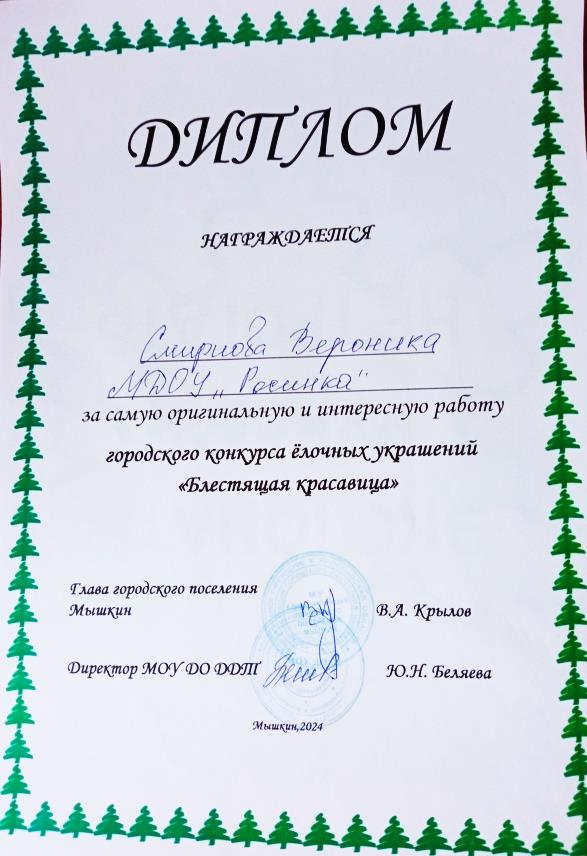 ДИПЛОМ
НАГРАЖДАЕТСЯ
Смирнова Вероника
МДОУ „Росинка"
за самую оригинальную и интересную работу
городского конкурса ёлочных украшений
«Блестящая красавица»
Глава городского поселения
Мышкин В.А. Крылов
Директор МОУ ДО ДДТ Ю.Н. Беляева
Мышкин,2024